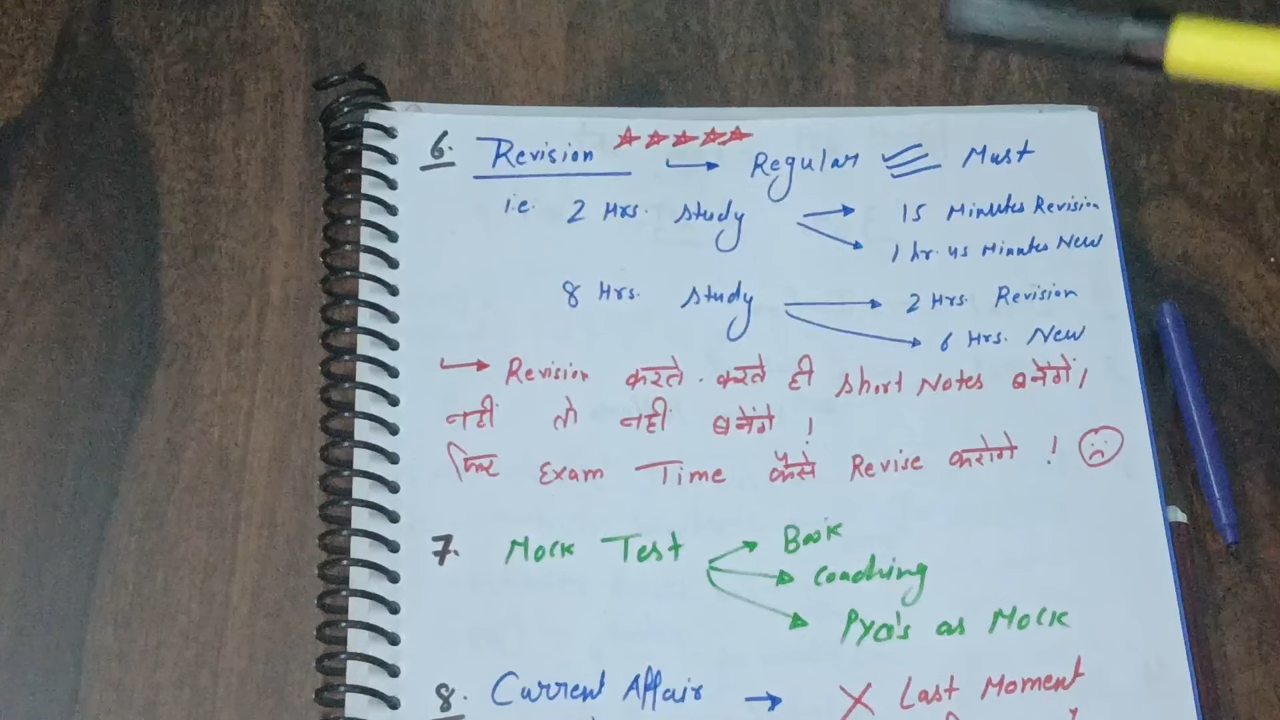 6. Revision ☆☆☆☆☆ → Regular Must
i.e. 2 Hrs. Study → 15 Minutes Revision
→ 1 hr. 45 Minutes New
8 Hrs. Study → 2 Hrs. Revision
→ 6 Hrs. New
↳ Revision करते-करते ही Short Notes बनेंगे।
नहीं तो नहीं बनेंगे।
फिर Exam Time कैसे Revise करोगे! ☹
7. Mock Test → Book
→ Coaching
→ PYQ's as Mock
8. Current Affair → X Last Moment